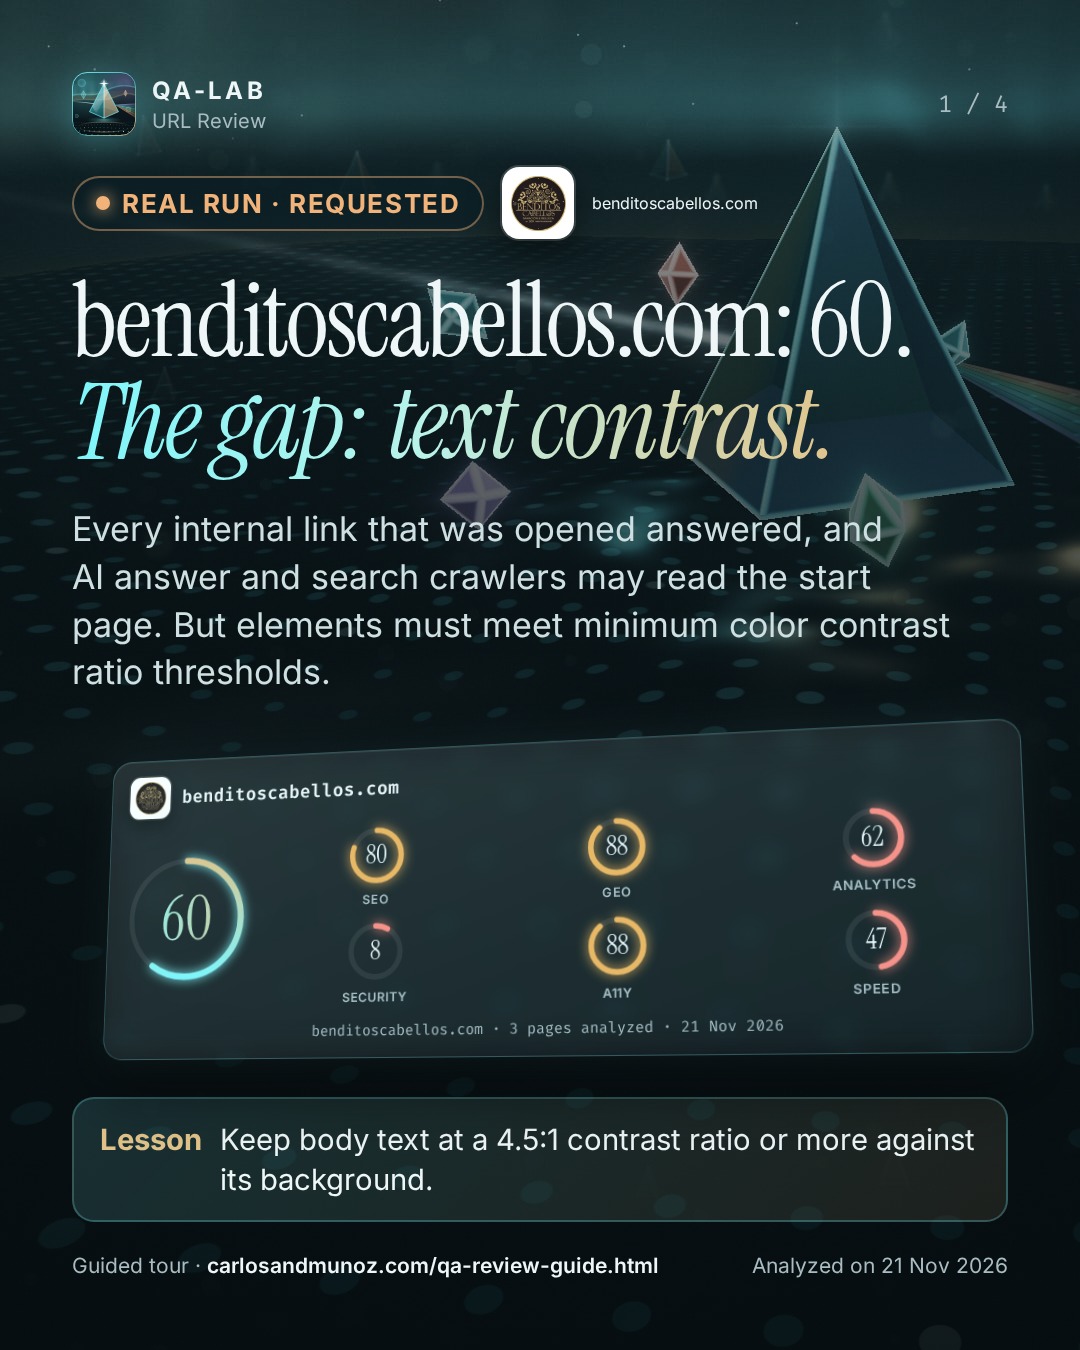 QA-LAB
URL Review
1 / 4
REAL RUN · REQUESTED
BENDITOS
CABELLOS
benditoscabellos.com
benditoscabellos.com: 60.
The gap: text contrast.
Every internal link that was opened answered, and
AI answer and search crawlers may read the start
page. But elements must meet minimum color contrast
ratio thresholds.
benditoscabellos.com
60
80
SEO
88
GEO
62
ANALYTICS
8
SECURITY
88
A11Y
47
SPEED
benditoscabellos.com · 3 pages analyzed · 21 Nov 2026
Lesson Keep body text at a 4.5:1 contrast ratio or more against
its background.
Guided tour · carlosandmunoz.com/qa-review-guide.html
Analyzed on 21 Nov 2026